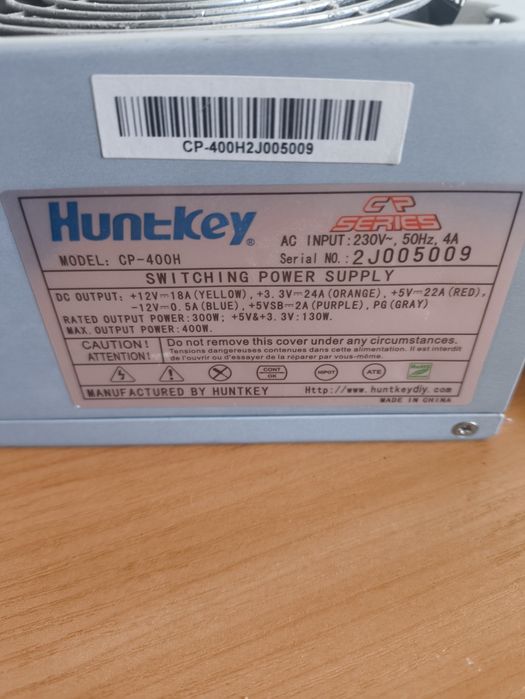 CP-400H2J005009
Huntkey®
CP SERIES
MODEL: CP-400H
AC INPUT:230V~, 50Hz, 4A
Serial NO.: 2J005009
SWITCHING POWER SUPPLY
DC OUTPUT: +12V⎓18A(YELLOW), +3.3V⎓24A(ORANGE), +5V⎓22A(RED),
-12V⎓0.5A(BLUE), +5VSB⎓2A(PURPLE), PG(GRAY)
RATED OUTPUT POWER:300W; +5V&+3.3V:130W.
MAX. OUTPUT POWER:400W.
CAUTION! Do not remove this cover under any circumstances.
ATTENTION! Tensions dangereuses contenues dans cette alimentation. Il est interdit
de l'ouvrir ou d'essayer de la réparer par vous-même.
CONT OK HIPOT ATE RoHS
MANUFACTURED BY HUNTKEY Http://www.huntkeydiy.com
MADE IN CHINA